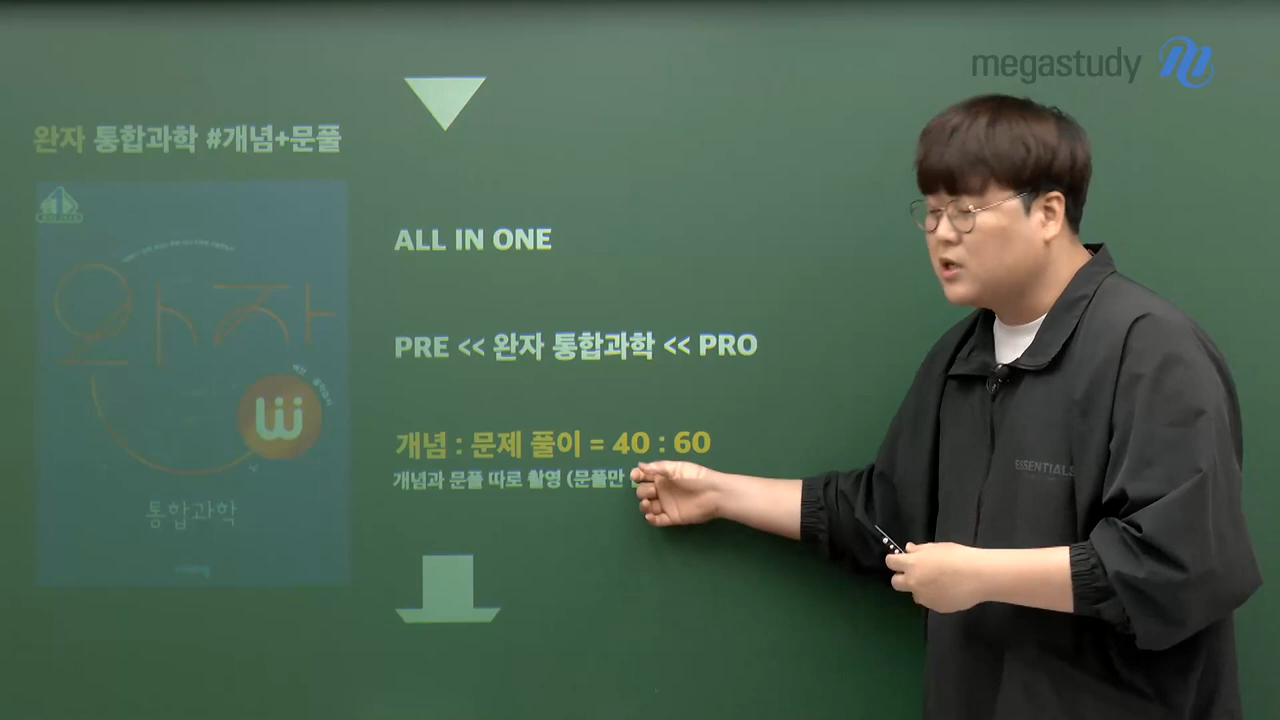 megastudy
완자 통합과학 #개념+문풀
1
완자
통합과학
ALL IN ONE
PRE << 완자 통합과학 << PRO
개념 : 문제 풀이 = 40 : 60
개념과 문풀 따로 촬영 (문풀만
ESSENTIALS